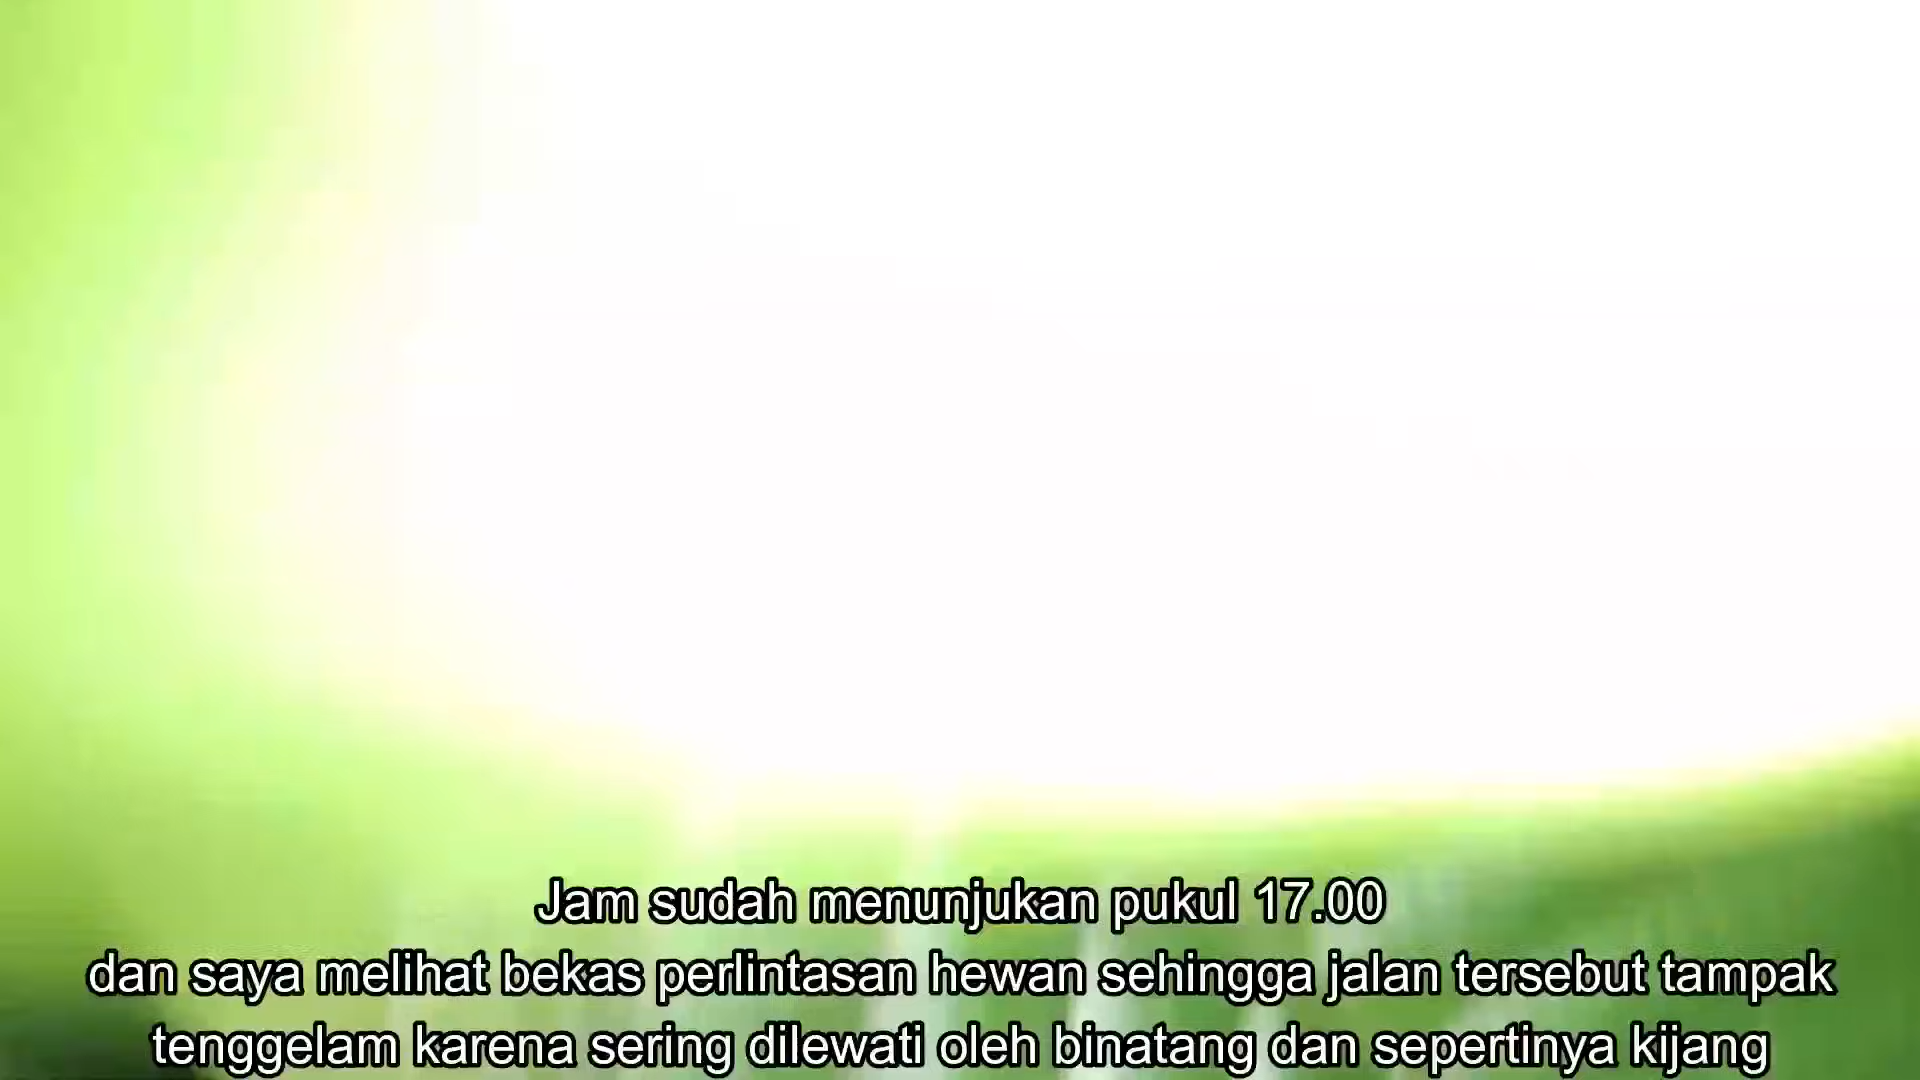 Jam sudah menunjukan pukul 17.00
dan saya melihat bekas perlintasan hewan sehingga jalan tersebut tampak
tenggelam karena sering dilewati oleh binatang dan sepertinya kijang